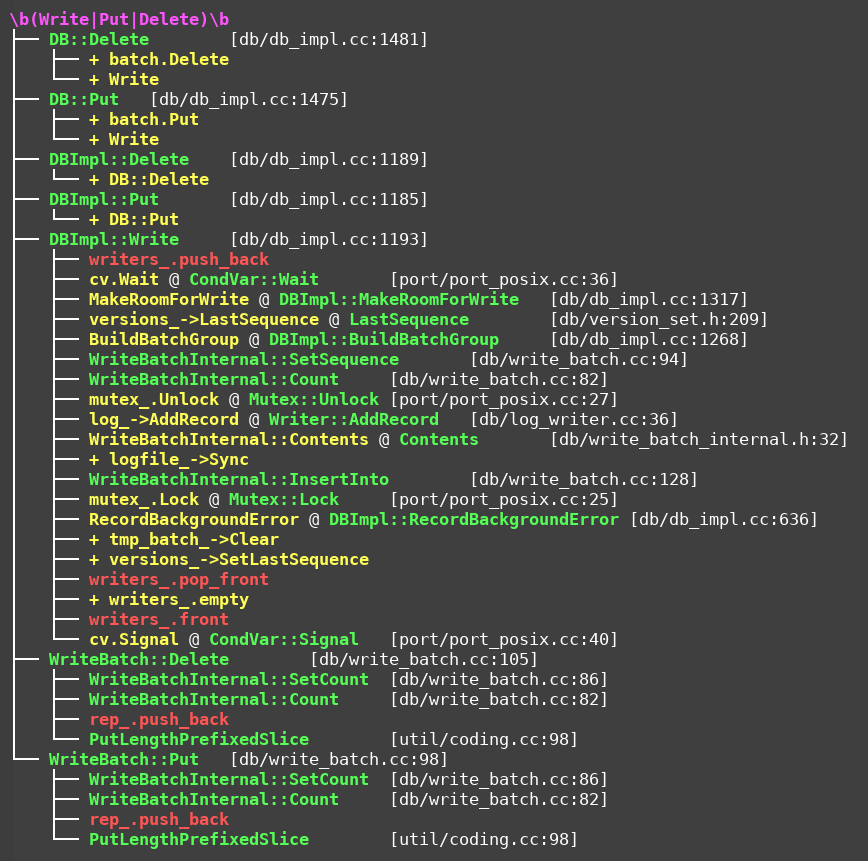 \b(Write|Put|Delete)\b
├── DB::Delete        [db/db_impl.cc:1481]
│   ├── + batch.Delete
│   └── + Write
├── DB::Put   [db/db_impl.cc:1475]
│   ├── + batch.Put
│   └── + Write
├── DBImpl::Delete    [db/db_impl.cc:1189]
│   └── + DB::Delete
├── DBImpl::Put       [db/db_impl.cc:1185]
│   └── + DB::Put
├── DBImpl::Write     [db/db_impl.cc:1193]
│   ├── writers_.push_back
│   ├── cv.Wait @ CondVar::Wait       [port/port_posix.cc:36]
│   ├── MakeRoomForWrite @ DBImpl::MakeRoomForWrite   [db/db_impl.cc:1317]
│   ├── versions_->LastSequence @ LastSequence        [db/version_set.h:209]
│   ├── BuildBatchGroup @ DBImpl::BuildBatchGroup     [db/db_impl.cc:1268]
│   ├── WriteBatchInternal::SetSequence       [db/write_batch.cc:94]
│   ├── WriteBatchInternal::Count     [db/write_batch.cc:82]
│   ├── mutex_.Unlock @ Mutex::Unlock [port/port_posix.cc:27]
│   ├── log_->AddRecord @ Writer::AddRecord   [db/log_writer.cc:36]
│   ├── WriteBatchInternal::Contents @ Contents       [db/write_batch_internal.h:32]
│   ├── + logfile_->Sync
│   ├── WriteBatchInternal::InsertInto        [db/write_batch.cc:128]
│   ├── mutex_.Lock @ Mutex::Lock     [port/port_posix.cc:25]
│   ├── RecordBackgroundError @ DBImpl::RecordBackgroundError [db/db_impl.cc:636]
│   ├── + tmp_batch_->Clear
│   ├── + versions_->SetLastSequence
│   ├── writers_.pop_front
│   ├── + writers_.empty
│   ├── writers_.front
│   └── cv.Signal @ CondVar::Signal   [port/port_posix.cc:40]
├── WriteBatch::Delete        [db/write_batch.cc:105]
│   ├── WriteBatchInternal::SetCount  [db/write_batch.cc:86]
│   ├── WriteBatchInternal::Count     [db/write_batch.cc:82]
│   ├── rep_.push_back
│   └── PutLengthPrefixedSlice        [util/coding.cc:98]
└── WriteBatch::Put   [db/write_batch.cc:98]
    ├── WriteBatchInternal::SetCount  [db/write_batch.cc:86]
    ├── WriteBatchInternal::Count     [db/write_batch.cc:82]
    ├── rep_.push_back
    └── PutLengthPrefixedSlice        [util/coding.cc:98]